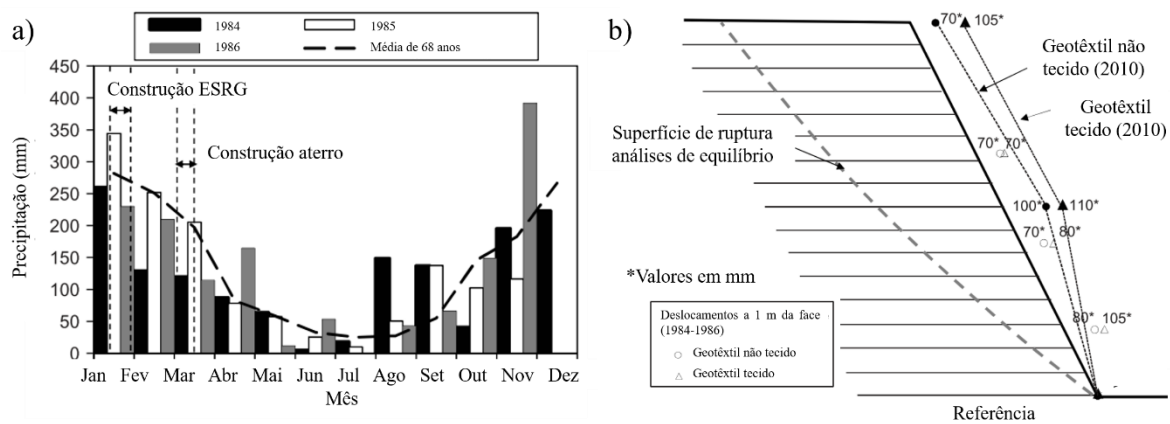 a)
1984
1985
1986
Média de 68 anos
450
400
350
300
250
200
150
100
50
0
Precipitação (mm)
Construção ESRG
Construção aterro
Jan Fev Mar Abr Mai Jun Jul Ago Set Out Nov Dez
Mês
b)
70* 105*
Geotêxtil não
tecido (2010)
Geotêxtil
tecido (2010)
Superfície de ruptura
análises de equilíbrio
70* 70*
100* 110*
70* 80*
*Valores em mm
Deslocamentos a 1 m da face
(1984-1986)
Geotêxtil não tecido
Geotêxtil tecido
80* 105*
Referência